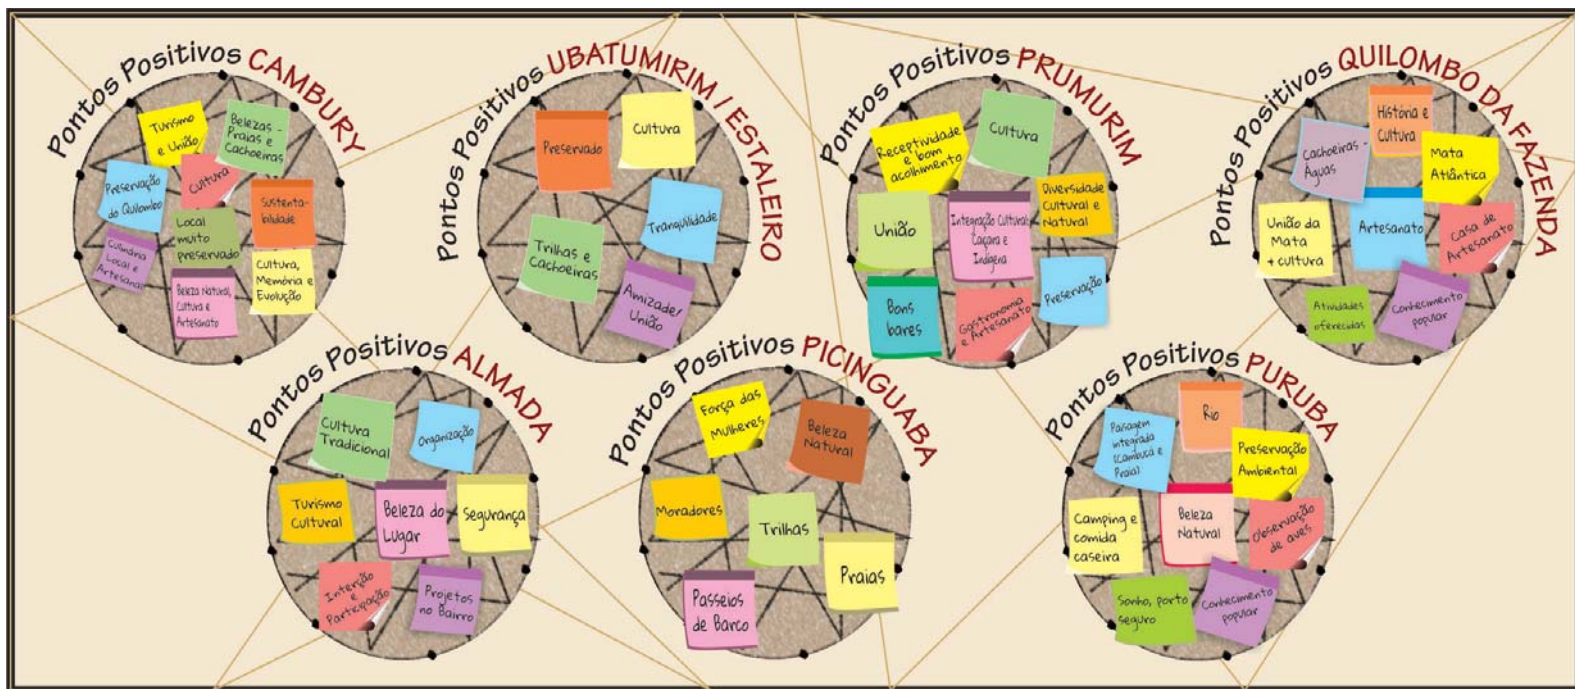 Pontos Positivos CAMBURY
Turismo
e União
Belezas -
Praias e
Cachoeiras
Preservação
do Quilombo
Cultura
Sustenta-
bilidade
Local
muito
preservado
Culinária
Local e
Artesanal
Cultura,
Memória e
Evolução
Beleza Natural,
Cultura e
Artesanato
Pontos Positivos UBATUMIRIM / ESTALEIRO
Preservado
Cultura
Tranqüilidade
Trilhas e
Cachoeiras
Amizade/
União
Pontos Positivos PRUMURIM
Receptividade
e bom
acolhimento
Cultura
Diversidade
Cultural e
Natural
União
Integração Cultural;
Caçara e
Indígena
Preservação
Bons
bares
Gastronomia
e Artesanato
Pontos Positivos QUILOMBO DA FAZENDA
História e
Cultura
Cachoeiras -
Águas
Mata
Atlântica
União da
Mata
+ cultura
Artesanato
Casa de
Artesanato
Atividades
oferecidas
Conhecimento
popular
Pontos Positivos ALMADA
Cultura
Tradicional
Organização
Turismo
Cultural
Beleza do
Lugar
Segurança
Interção
e
Participação
Projetos
no Bairro
Pontos Positivos PICINGUABA
Força das
Mulheres
Beleza
Natural
Moradores
Trilhas
Praias
Passeios
de Barco
Pontos Positivos PURUBA
Paisagem
integrada
(Cambucá e
Praia)
Rio
Preservação
Ambiental
Camping e
comida
caseira
Beleza
Natural
Observação
de aves
Sonho, porto
seguro
Conhecimento
popular